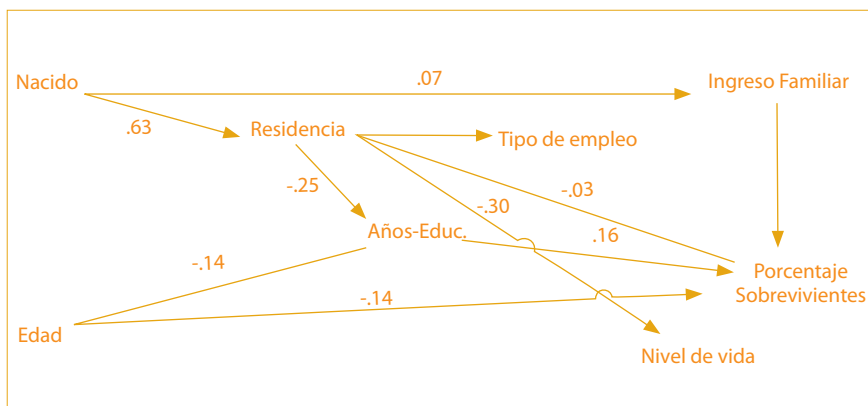 Nacido
.07
Ingreso Familiar
.63
Residencia
Tipo de empleo
-.25
-.30
-.03
Años-Educ.
.16
-.14
Porcentaje
Sobrevivientes
-.14
Edad
Nivel de vida